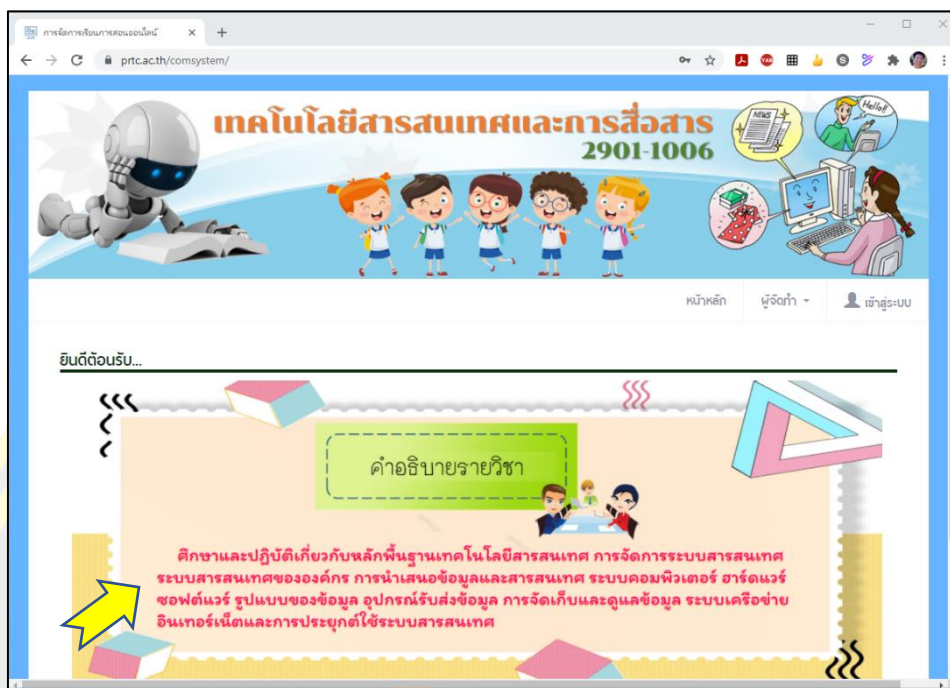 การจัดการเรียนการสอนออนไลน์
prtc.ac.th/comsystem/
เทคโนโลยีสารสนเทศและการสื่อสาร
2901-1006
NEWS
Hello!
หน้าหลัก ผู้จัดทำ เข้าสู่ระบบ
ยินดีต้อนรับ...
คำอธิบายรายวิชา
ศึกษาและปฏิบัติเกี่ยวกับหลักพื้นฐานเทคโนโลยีสารสนเทศ การจัดการระบบสารสนเทศ
ระบบสารสนเทศขององค์กร การนำเสนอข้อมูลและสารสนเทศ ระบบคอมพิวเตอร์ ฮาร์ดแวร์
ซอฟต์แวร์ รูปแบบของข้อมูล อุปกรณ์รับส่งข้อมูล การจัดเก็บและดูแลข้อมูล ระบบเครือข่าย
อินเทอร์เน็ตและการประยุกต์ใช้ระบบสารสนเทศ